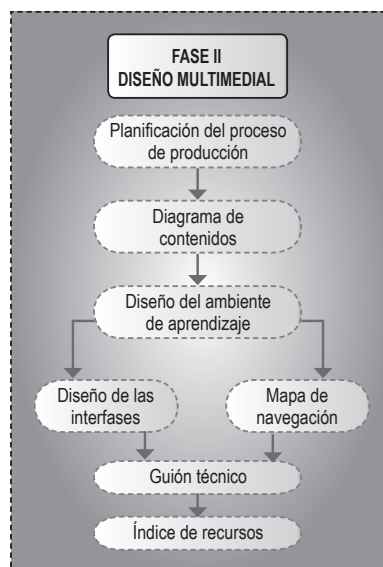 FASE II
DISEÑO MULTIMEDIAL
Planificación del proceso
de producción
Diagrama de
contenidos
Diseño del ambiente
de aprendizaje
Diseño de las
interfases
Mapa de
navegación
Guión técnico
Índice de recursos